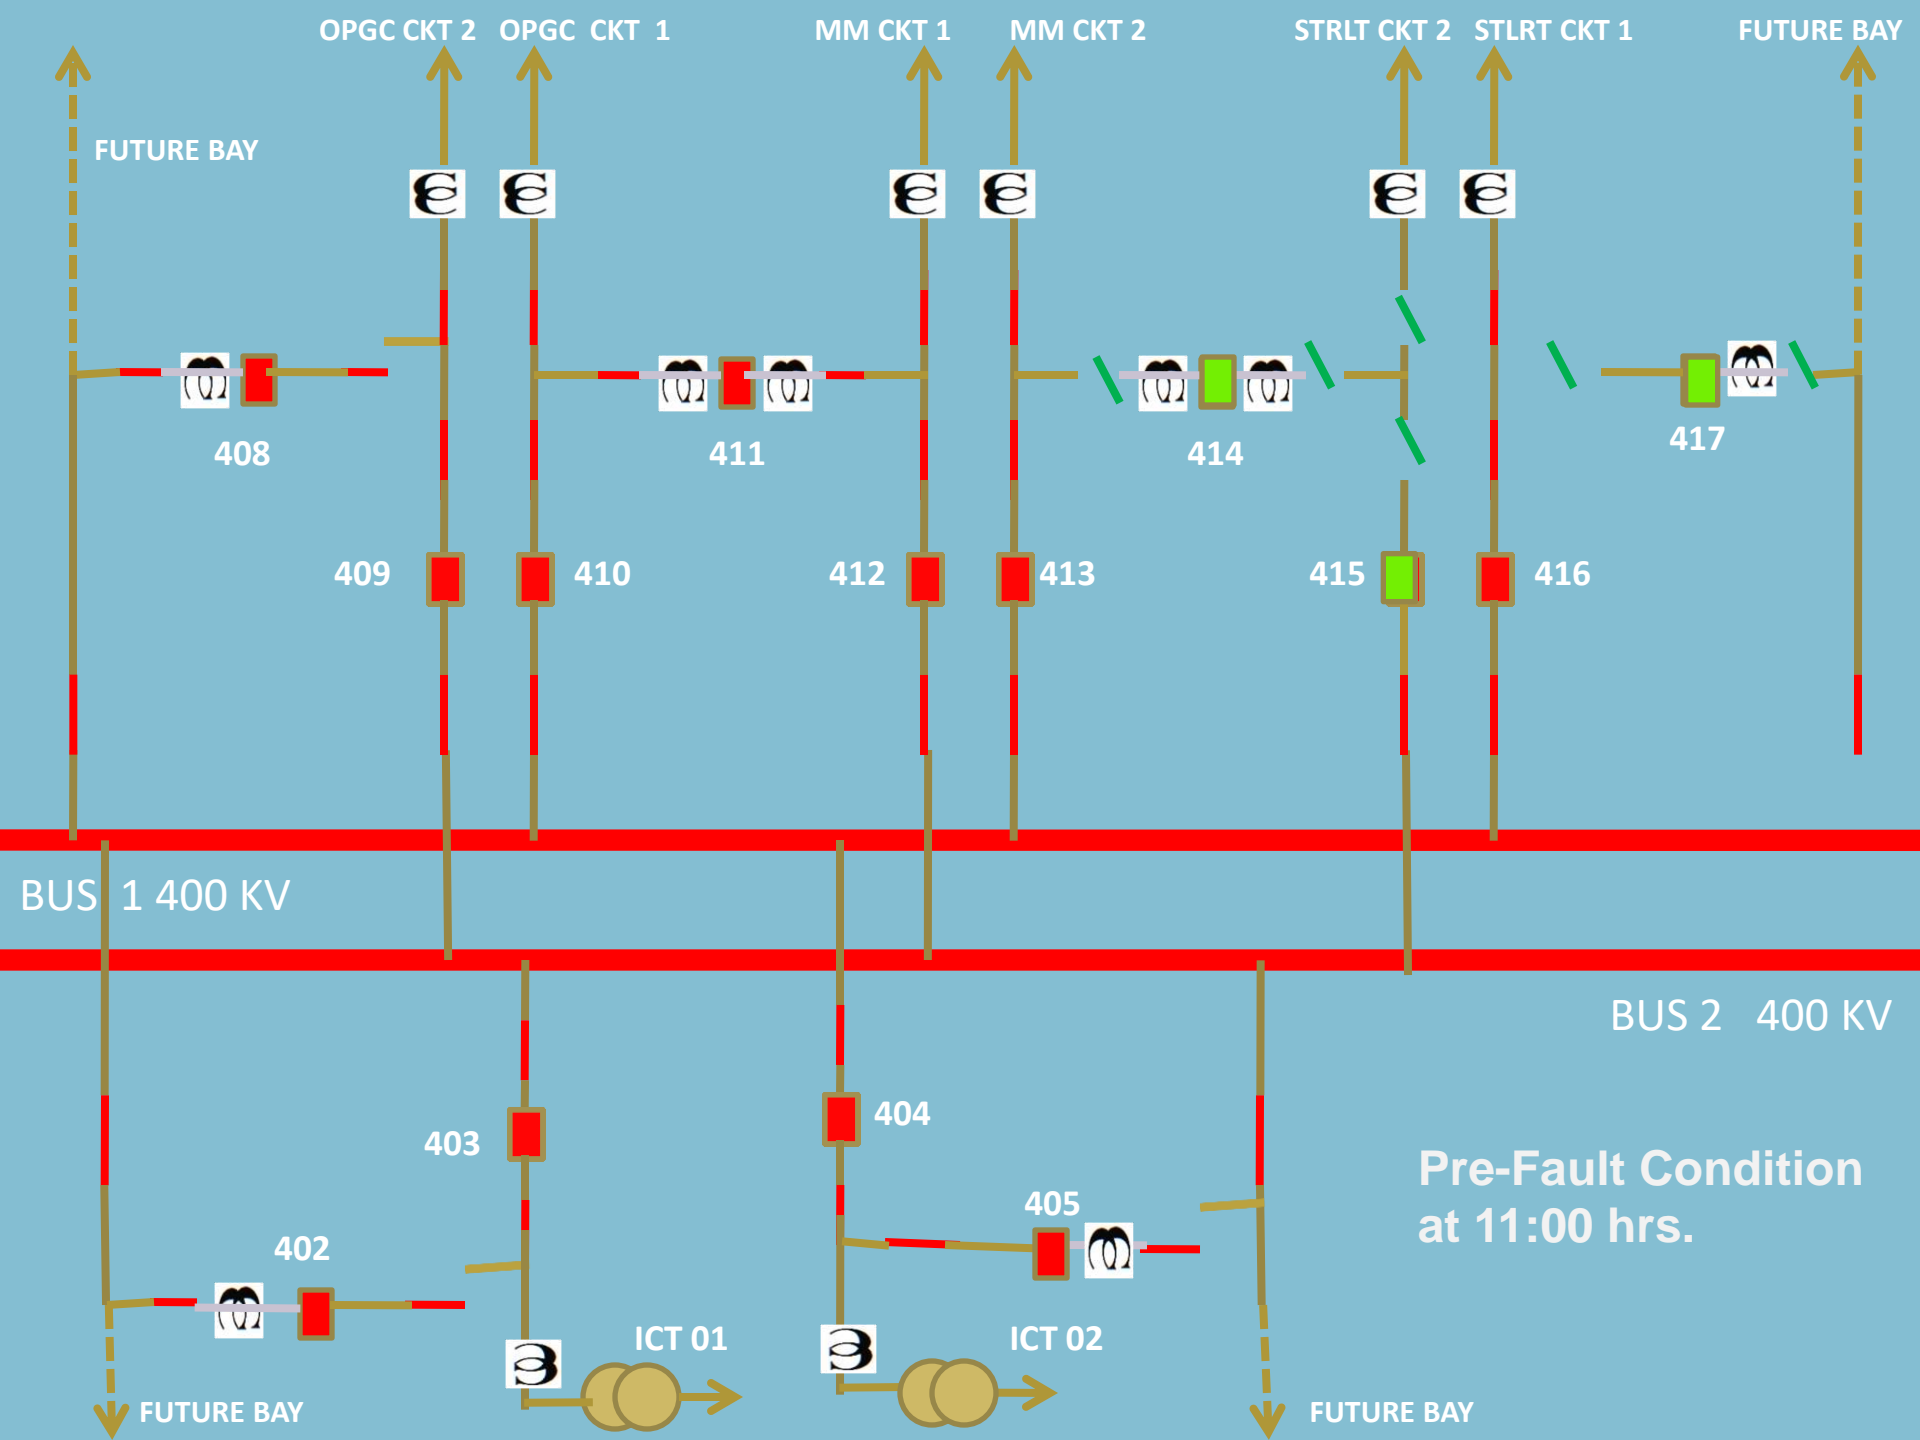 OPGC CKT 2 OPGC CKT 1 MM CKT 1 MM CKT 2 STRLT CKT 2 STLRT CKT 1 FUTURE BAY
FUTURE BAY
408 411 414 417
409 410 412 413 415 416
BUS 1 400 KV
BUS 2 400 KV
403 404
Pre-Fault Condition
at 11:00 hrs.
402 405
ICT 01 ICT 02
FUTURE BAY FUTURE BAY